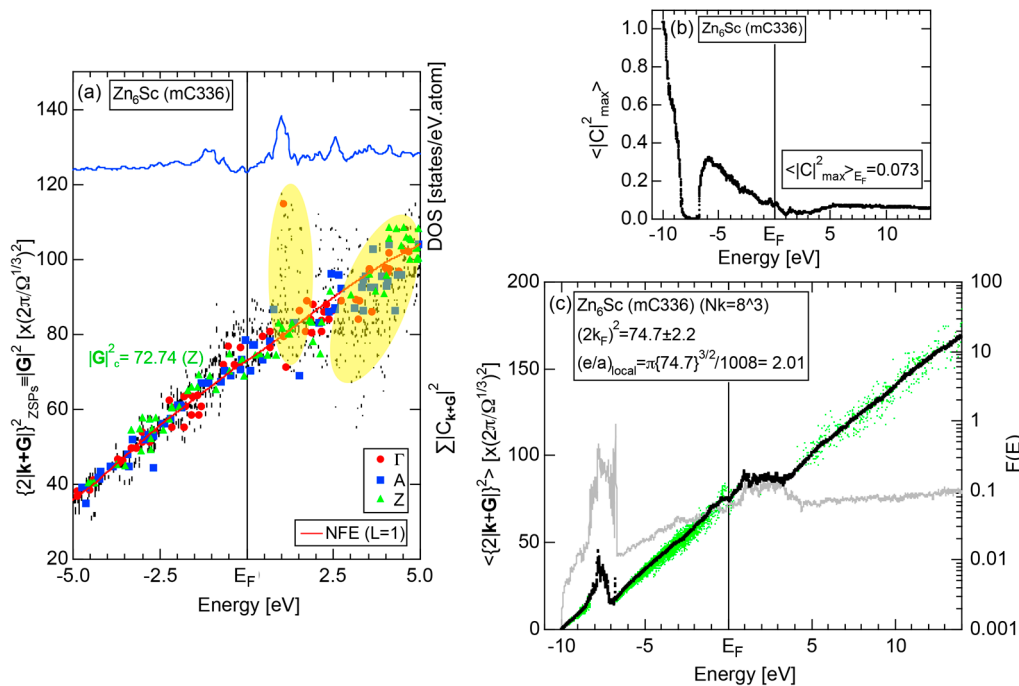 (a)
Zn6Sc (mC336)
140
120
100
80
60
40
20
{2|k+G|}²ZSPs≡|G|² [x(2π/Ω^1/3)²]
|G|²c= 72.74 (Z)
DOS [states/eV.atom]
Σ|Ck+G|²
Γ
A
Z
NFE (L=1)
-5.0
-2.5
EF
2.5
5.0
Energy [eV]
(b)
Zn6Sc (mC336)
1.0
0.8
0.6
0.4
0.2
0.0
<|C|²max>
<|C|²max>EF=0.073
-10
-5
EF
5
10
Energy [eV]
(c)
Zn6Sc (mC336) (Nk=8^3)
(2kF)²=74.7±2.2
(e/a)local=π{74.7}^3/2/1008= 2.01
200
150
100
50
0
<{2|k+G|}²> [x(2π/Ω^1/3)²]
100
10
1
0.1
0.01
0.001
F(E)
-10
-5
EF
5
10
Energy [eV]